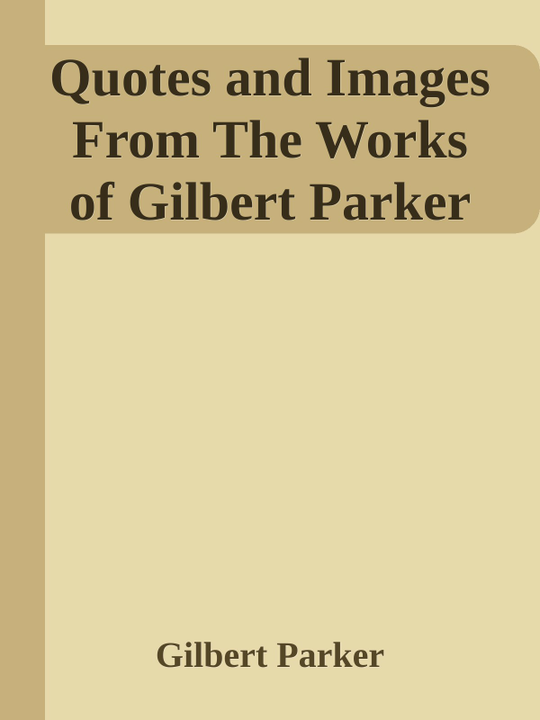 Quotes and Images
From The Works
of Gilbert Parker
Gilbert Parker